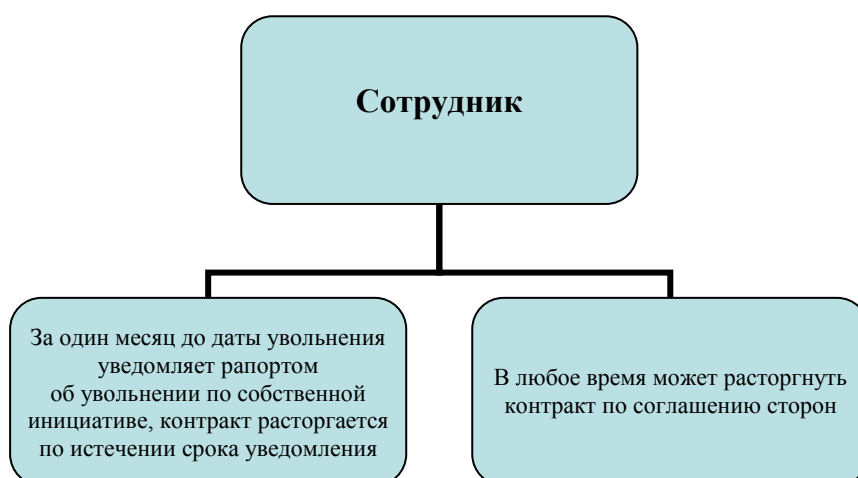 Сотрудник
За один месяц до даты увольнения
уведомляет рапортом
об увольнении по собственной
инициативе, контракт расторгается
по истечении срока уведомления
В любое время может расторгнуть
контракт по соглашению сторон